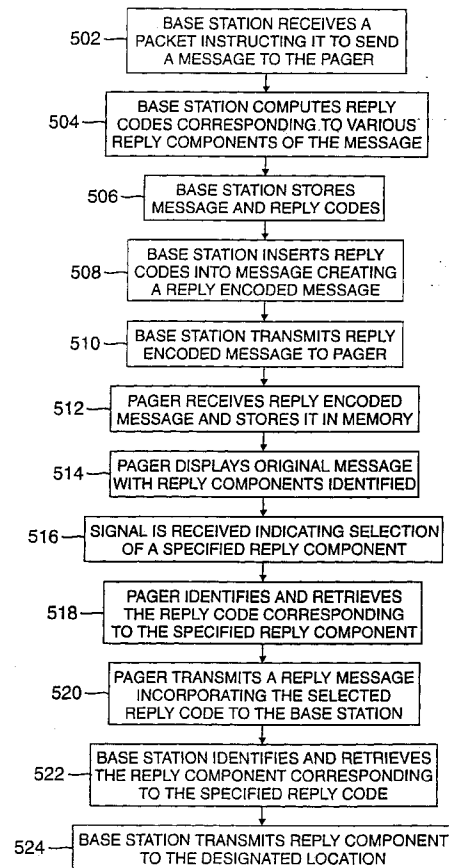 502
BASE STATION RECEIVES A
PACKET INSTRUCTING IT TO SEND
A MESSAGE TO THE PAGER
504
BASE STATION COMPUTES REPLY
CODES CORRESPONDING TO VARIOUS
REPLY COMPONENTS OF THE MESSAGE
506
BASE STATION STORES
MESSAGE AND REPLY CODES
508
BASE STATION INSERTS REPLY
CODES INTO MESSAGE CREATING
A REPLY ENCODED MESSAGE
510
BASE STATION TRANSMITS REPLY
ENCODED MESSAGE TO PAGER
512
PAGER RECEIVES REPLY ENCODED
MESSAGE AND STORES IT IN MEMORY
514
PAGER DISPLAYS ORIGINAL MESSAGE
WITH REPLY COMPONENTS IDENTIFIED
516
SIGNAL IS RECEIVED INDICATING SELECTION
OF A SPECIFIED REPLY COMPONENT
518
PAGER IDENTIFIES AND RETRIEVES
THE REPLY CODE CORRESPONDING
TO THE SPECIFIED REPLY COMPONENT
520
PAGER TRANSMITS A REPLY MESSAGE
INCORPORATING THE SELECTED
REPLY CODE TO THE BASE STATION
522
BASE STATION IDENTIFIES AND RETRIEVES
THE REPLY COMPONENT CORRESPONDING
TO THE SPECIFIED REPLY CODE
524
BASE STATION TRANSMITS REPLY COMPONENT
TO THE DESIGNATED LOCATION